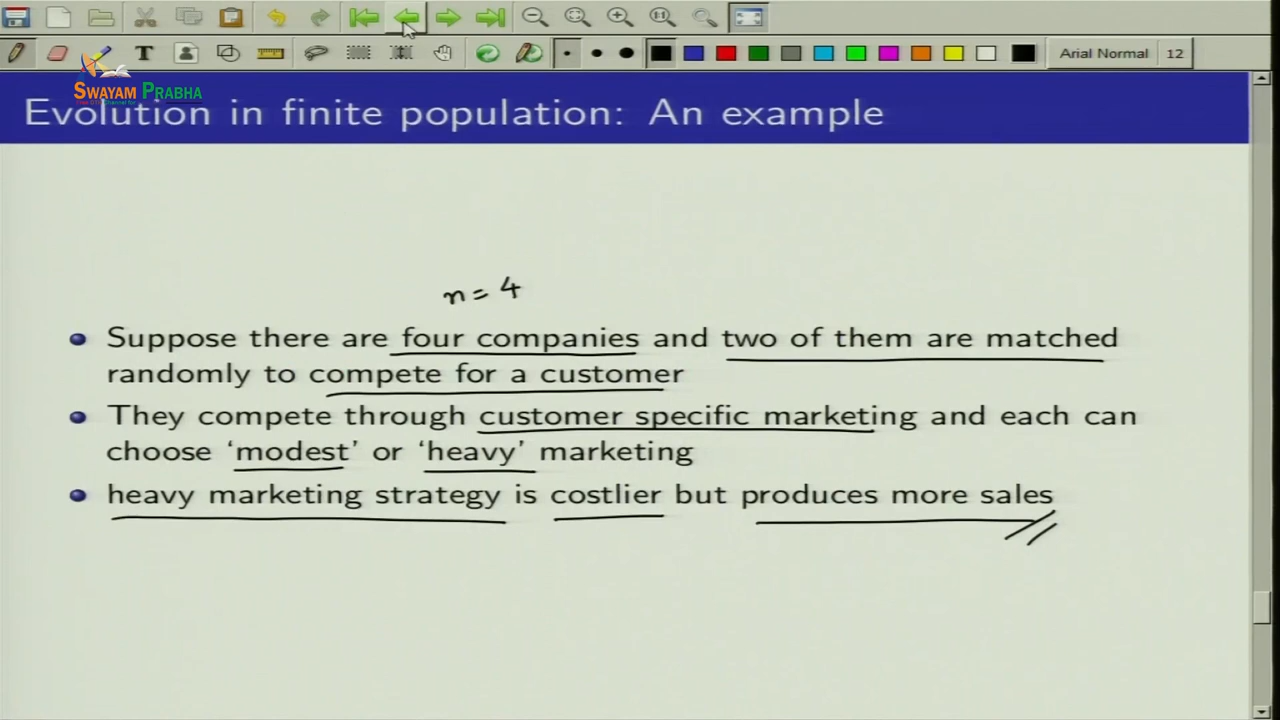 Arial Normal 12
SWAYAM PRABHA
Evolution in finite population: An example
n = 4
Suppose there are four companies and two of them are matched
randomly to compete for a customer
They compete through customer specific marketing and each can
choose ‘modest’ or ‘heavy’ marketing
heavy marketing strategy is costlier but produces more sales